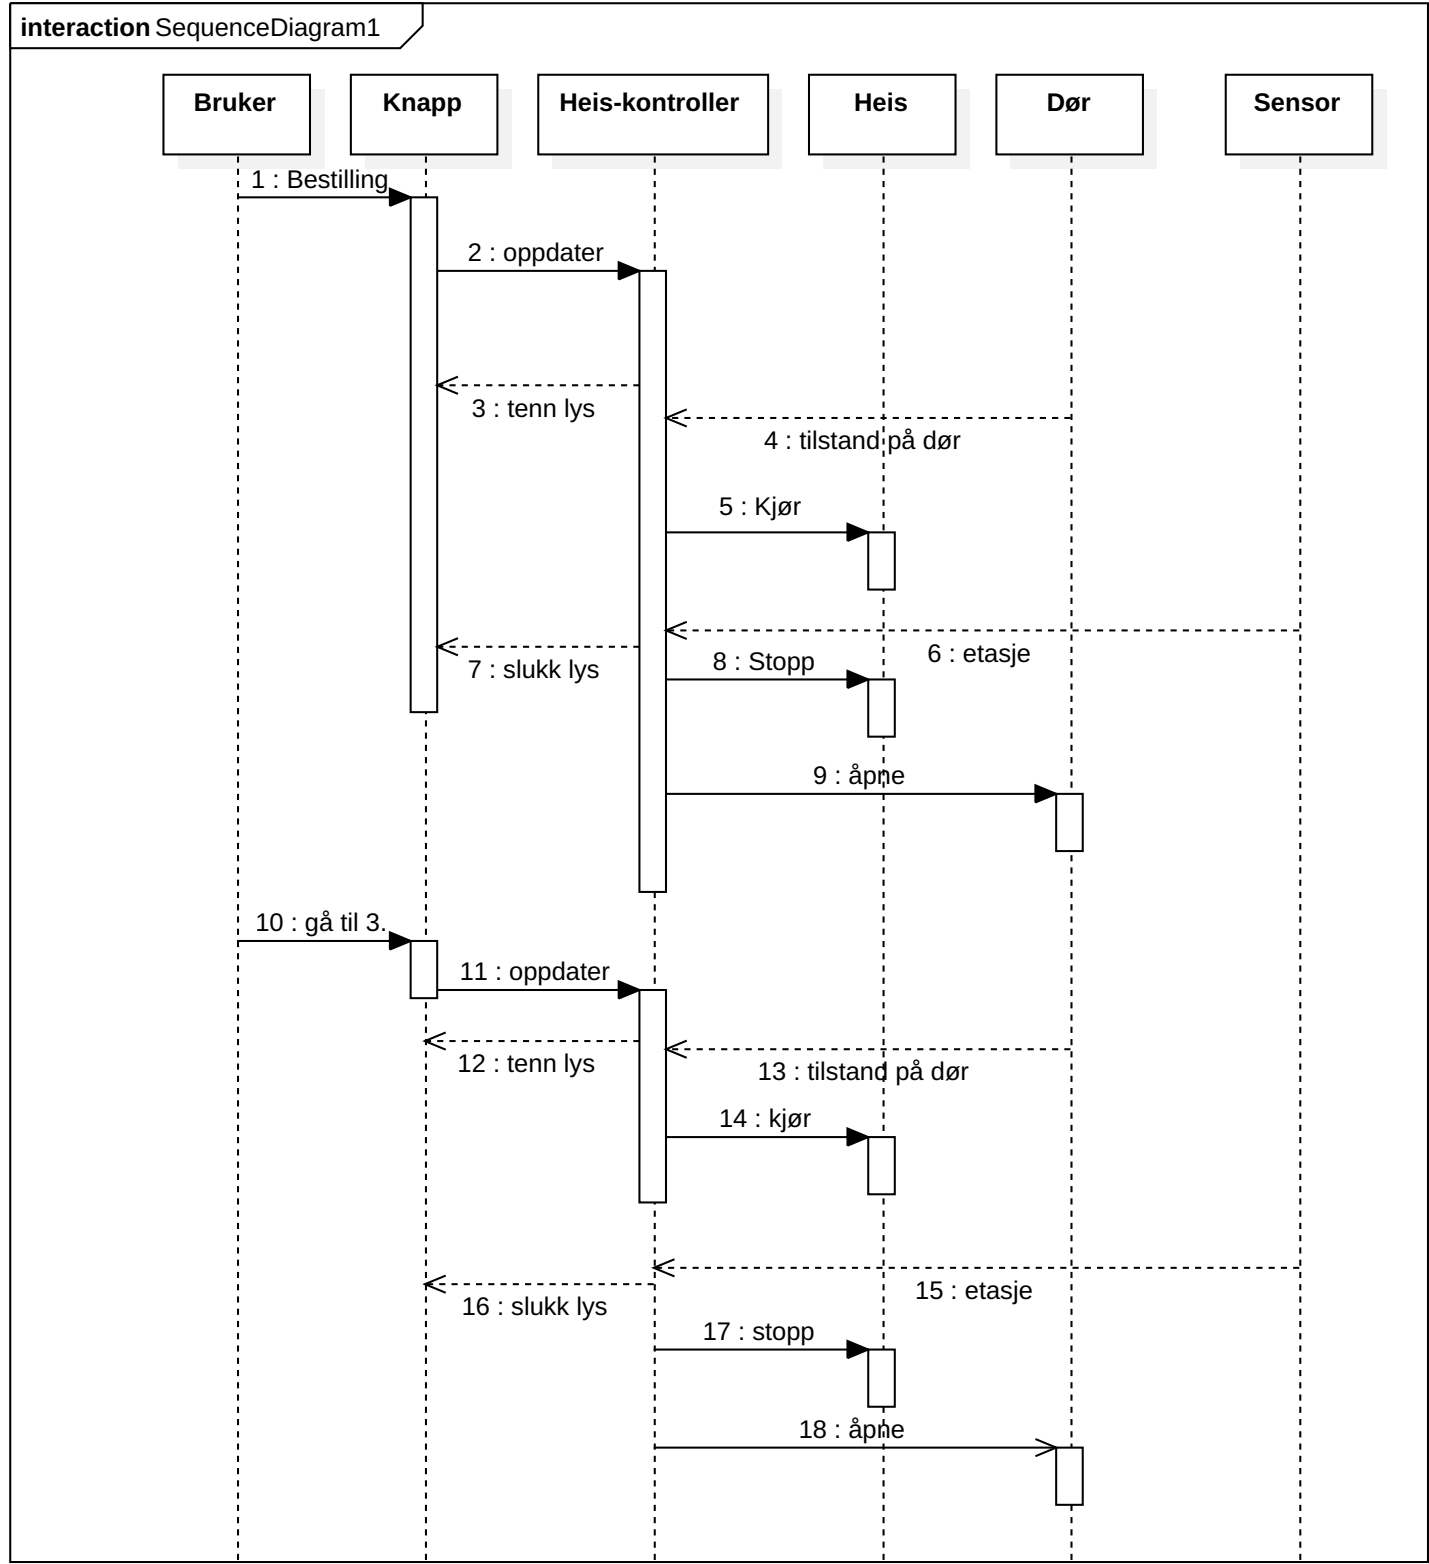 interaction SequenceDiagram1
Bruker
Knapp
Heis-kontroller
Heis
Dør
Sensor
1 : Bestilling
2 : oppdater
3 : tenn lys
4 : tilstand på dør
5 : Kjør
6 : etasje
7 : slukk lys
8 : Stopp
9 : åpne
10 : gå til 3.
11 : oppdater
12 : tenn lys
13 : tilstand på dør
14 : kjør
15 : etasje
16 : slukk lys
17 : stopp
18 : åpne